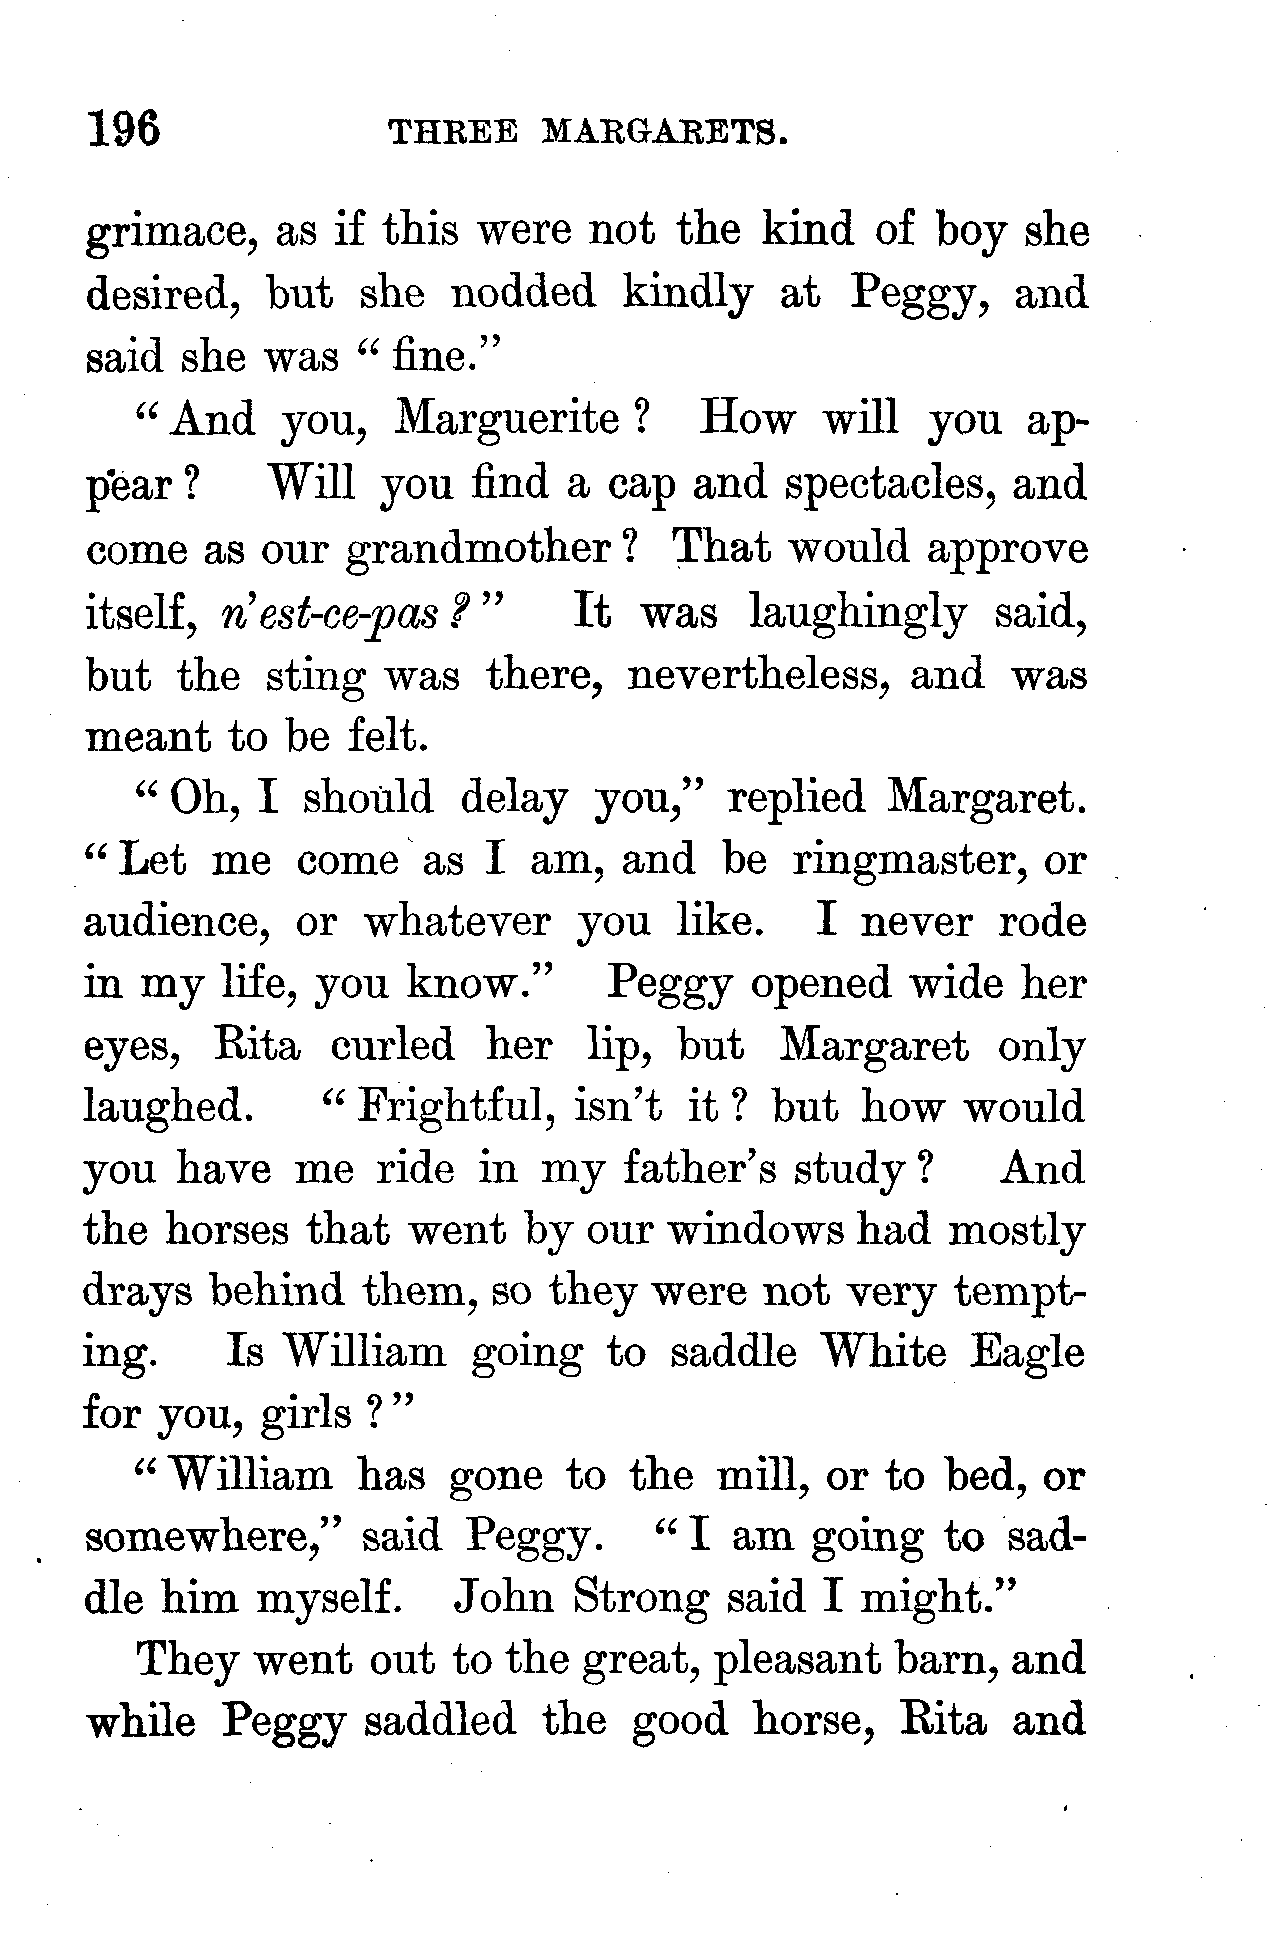 196 THREE MARGARETS.
grimace, as if this were not the kind of boy she
desired, but she nodded kindly at Peggy, and
said she was “ fine.”
“ And you, Marguerite ? How will you ap-
pear ? Will you find a cap and spectacles, and
come as our grandmother ? That would approve
itself, n’est-ce-pas ? ” It was laughingly said,
but the sting was there, nevertheless, and was
meant to be felt.
“ Oh, I should delay you,” replied Margaret.
“ Let me come as I am, and be ringmaster, or
audience, or whatever you like. I never rode
in my life, you know.” Peggy opened wide her
eyes, Rita curled her lip, but Margaret only
laughed. “ Frightful, isn’t it ? but how would
you have me ride in my father’s study ? And
the horses that went by our windows had mostly
drays behind them, so they were not very tempt-
ing. Is William going to saddle White Eagle
for you, girls ? ”
“ William has gone to the mill, or to bed, or
somewhere,” said Peggy. “ I am going to sad-
dle him myself. John Strong said I might.”
They went out to the great, pleasant barn, and
while Peggy saddled the good horse, Rita and